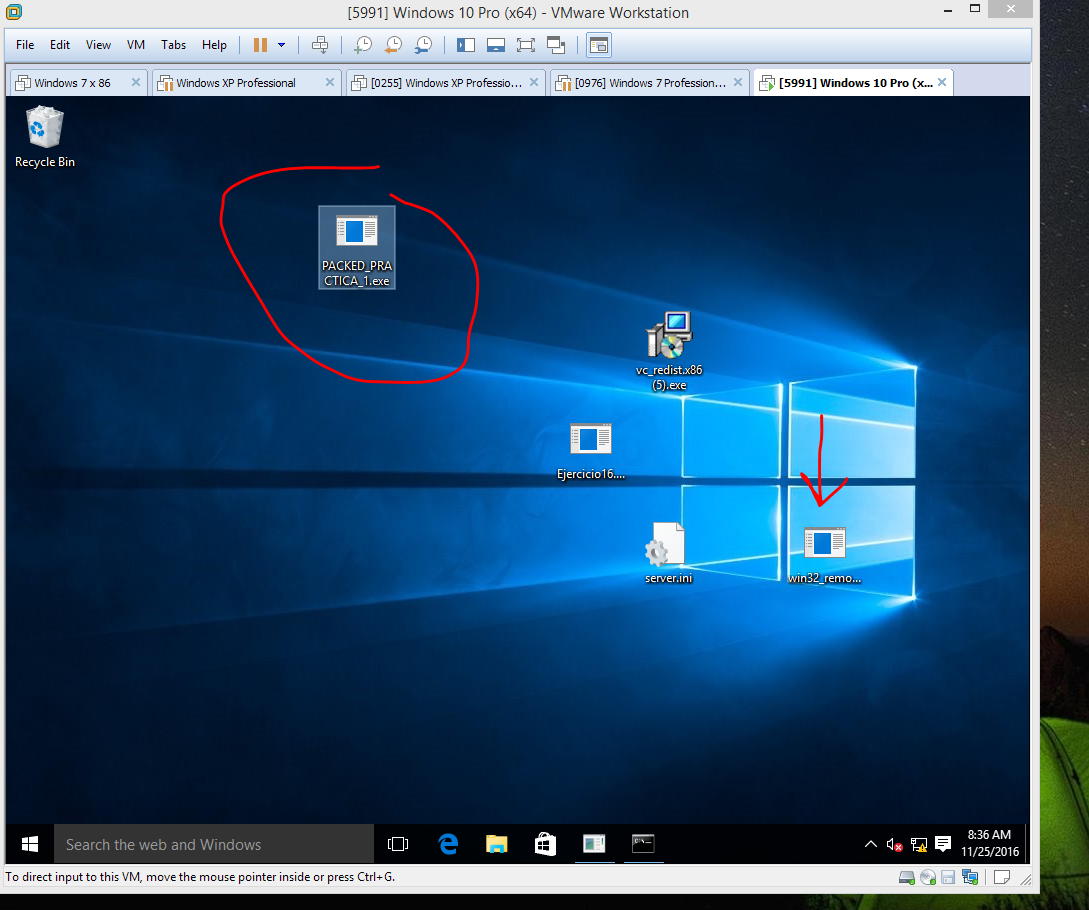 [5991] Windows 10 Pro (x64) - VMware Workstation
File Edit View VM Tabs Help
Windows 7 x 86 Windows XP Professional [0255] Windows XP Professio... [0976] Windows 7 Profession... [5991] Windows 10 Pro (x...
Recycle Bin
PACKED_PRA
CTICA_1.exe
vc_redist.x86
(5).exe
Ejercicio16....
server.ini
win32_remo...
Search the web and Windows
8:36 AM
11/25/2016
To direct input to this VM, move the mouse pointer inside or press Ctrl+G.